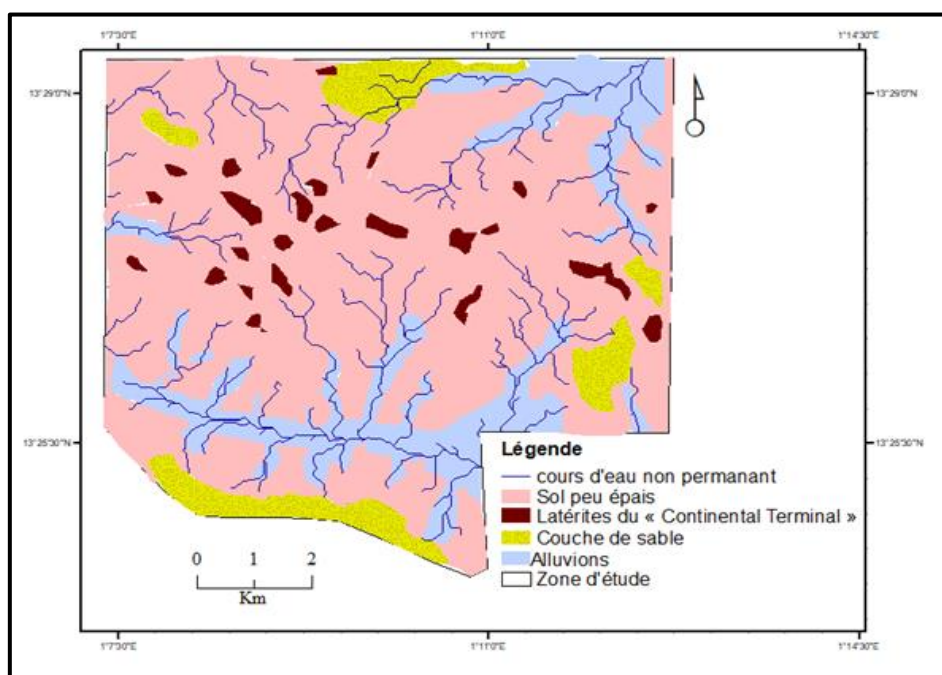 1°7'30"E 1°11'0"E 1°14'30"E
13°29'0"N 13°29'0"N
13°25'30"N 13°25'30"N
Légende
cours d'eau non permanant
Sol peu épais
Latérites du « Continental Terminal »
Couche de sable
Alluvions
Zone d'étude
0 1 2
Km
1°7'30"E 1°11'0"E 1°14'30"E